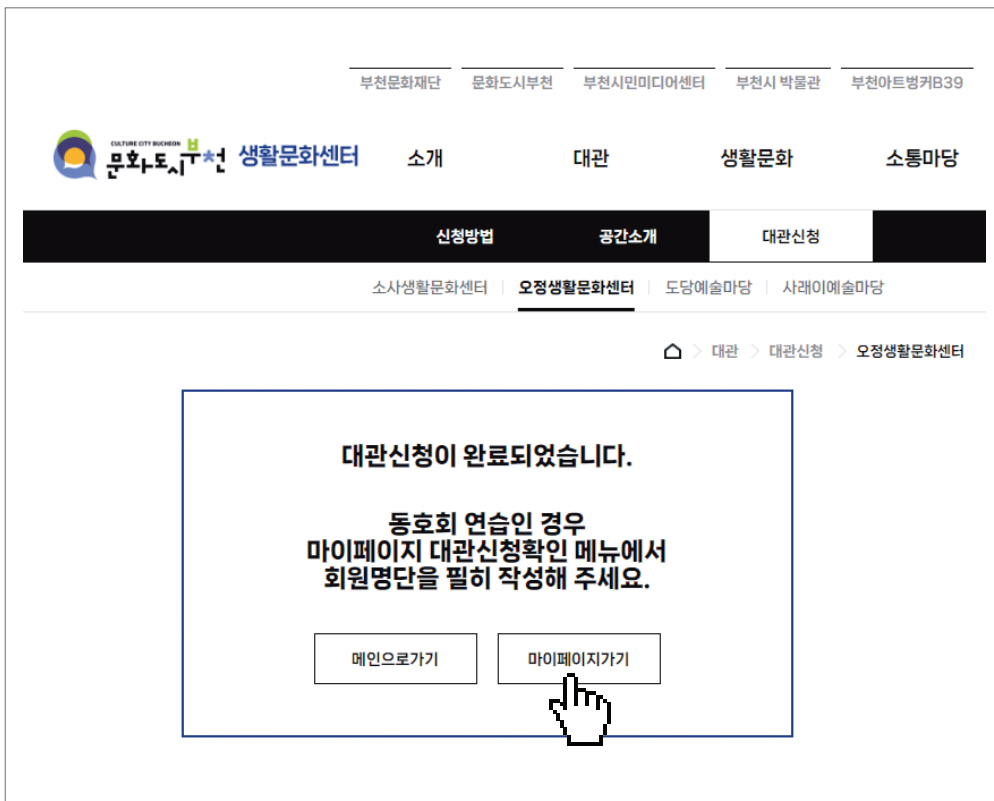 부천문화재단 문화도시부천 부천시민미디어센터 부천시 박물관 부천아트벙커B39
CULTURE CITY BUCHEON
문화도시부천 생활문화센터 소개 대관 생활문화 소통마당
신청방법 공간소개 대관신청
소사생활문화센터 오정생활문화센터 도당예술마당 사래이예술마당
대관 > 대관신청 > 오정생활문화센터
대관신청이 완료되었습니다.
동호회 연습인 경우
마이페이지 대관신청확인 메뉴에서
회원명단을 필히 작성해 주세요.
메인으로가기 마이페이지가기